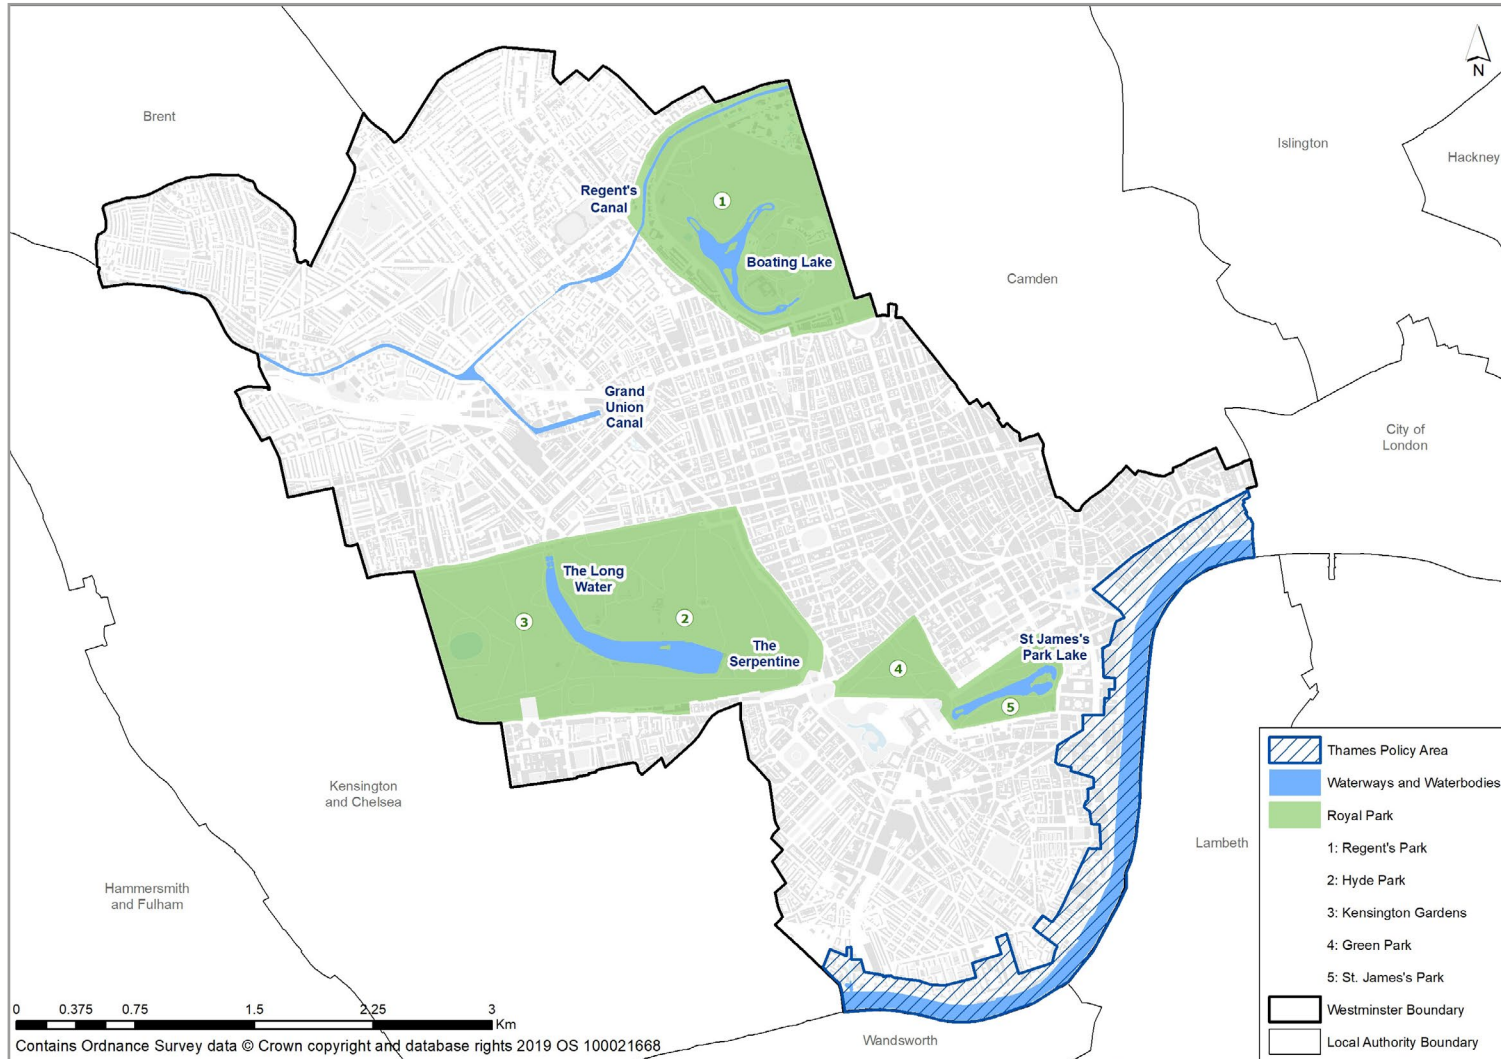 N
Brent
Islington
Hackney
Regent's
Canal
1
Boating Lake
Camden
Grand
Union
Canal
City of
London
The Long
Water
3
2
The
Serpentine
St James's
Park Lake
4
5
Kensington
and Chelsea
Lambeth
Hammersmith
and Fulham
Wandsworth
Thames Policy Area
Waterways and Waterbodies
Royal Park
1: Regent's Park
2: Hyde Park
3: Kensington Gardens
4: Green Park
5: St. James's Park
Westminster Boundary
Local Authority Boundary
0 0.375 0.75 1.5 2.25 3
Km
Contains Ordnance Survey data © Crown copyright and database rights 2019 OS 100021668